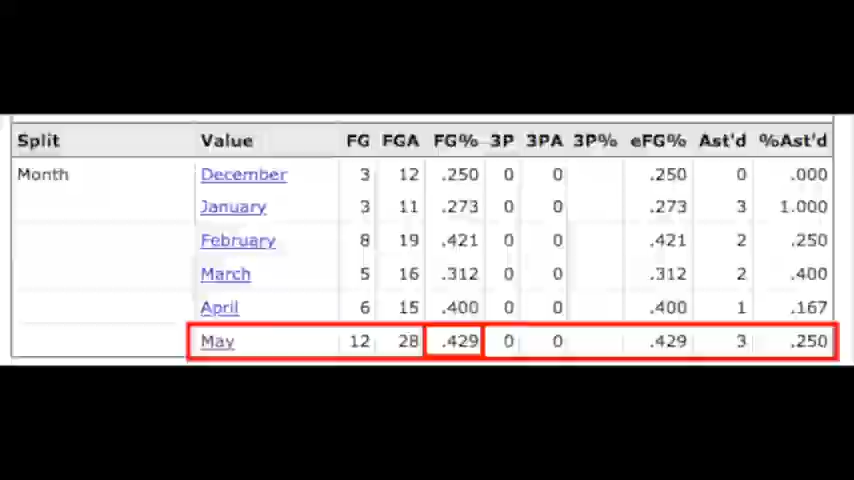 Split Value FG FGA FG% 3P 3PA 3P% eFG% Ast'd %Ast'd
Month December 3 12 .250 0 0 .250 0 .000
January 3 11 .273 0 0 .273 3 1.000
February 8 19 .421 0 0 .421 2 .250
March 5 16 .312 0 0 .312 2 .400
April 6 15 .400 0 0 .400 1 .167
May 12 28 .429 0 0 .429 3 .250